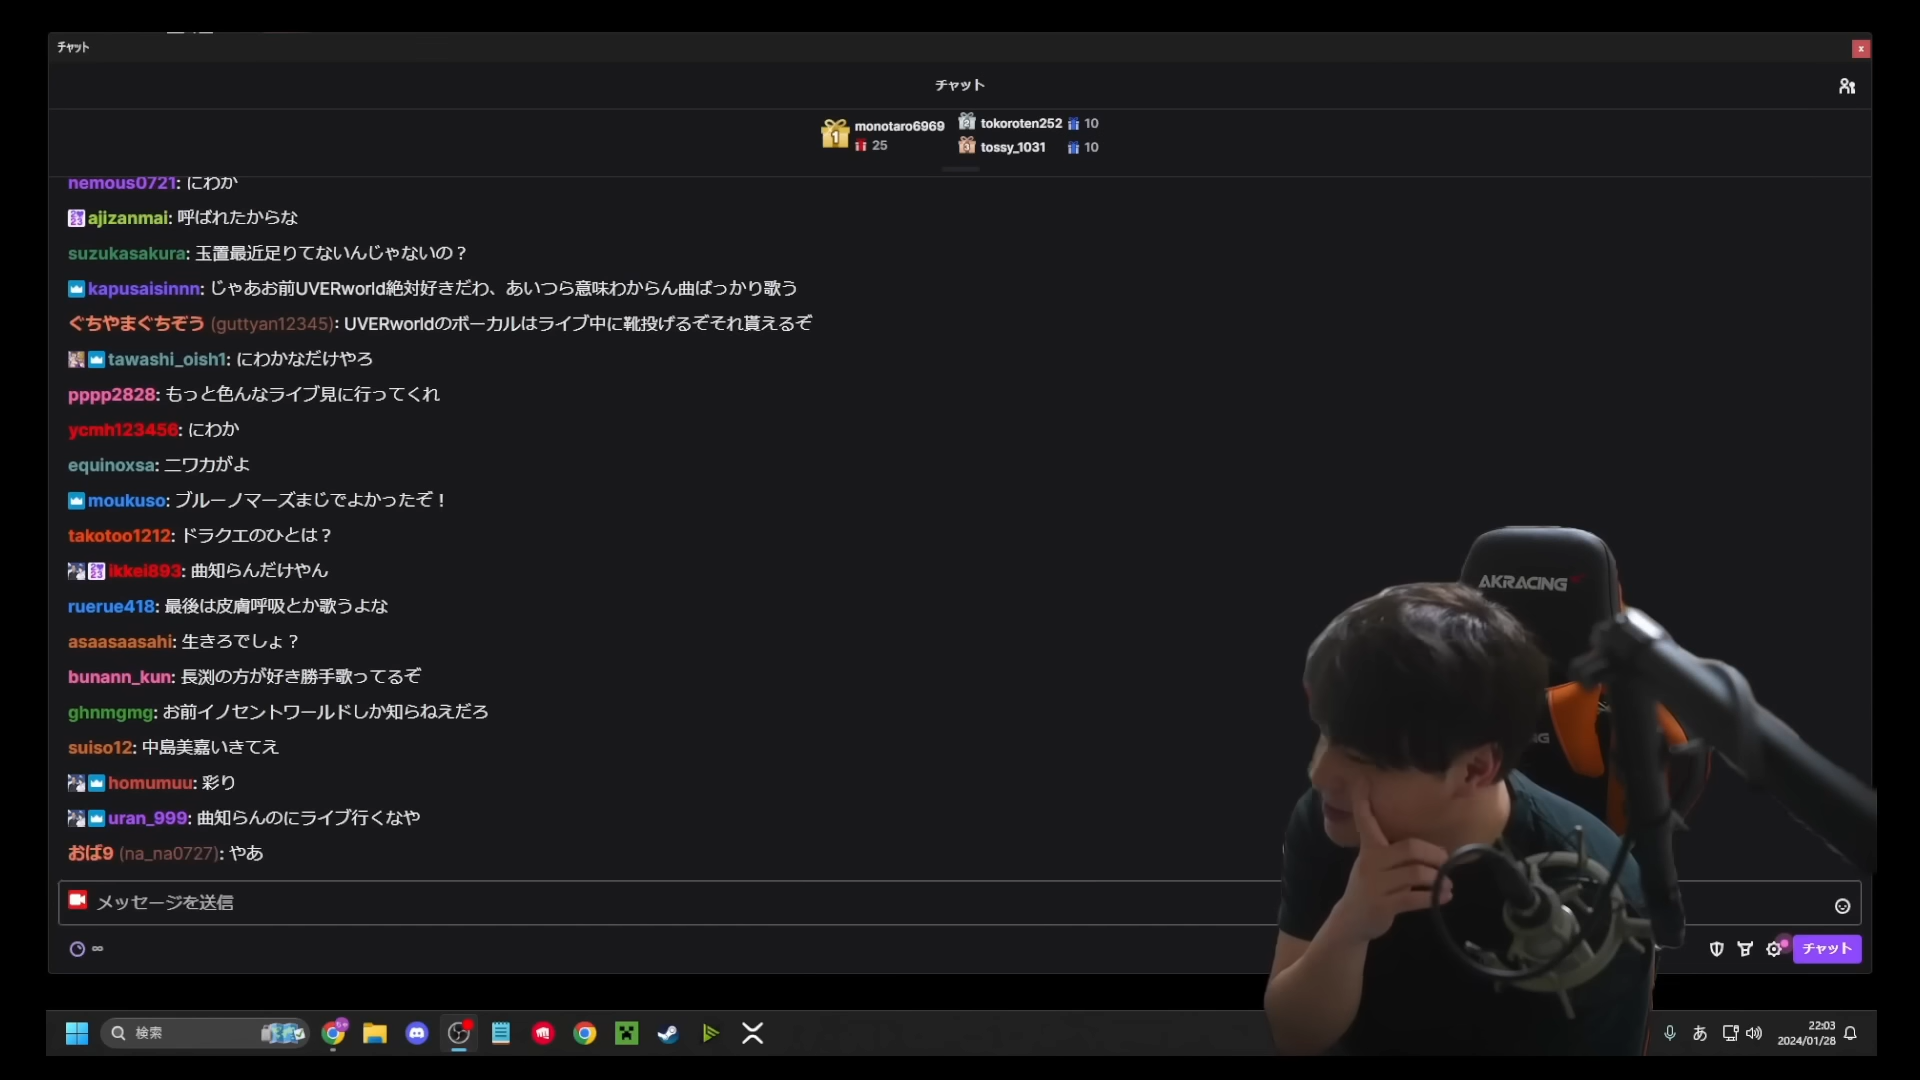 チャット
チャット
monotaro6969
25
tokoroten252 10
tossy_1031 10
nemous0721: にわか
ajizanmai: 呼ばれたからな
suzukasakura: 玉置最近足りてないんじゃないの？
kapusaisinnn: じゃあお前UVERworld絶対好きだわ、あいつら意味わからん曲ばっかり歌う
ぐちやまぐちぞう (guttyan12345): UVERworldのボーカルはライブ中に靴投げるぞそれ貰えるぞ
tawashi_oish1: にわかなだけやろ
pppp2828: もっと色んなライブ見に行ってくれ
ycmh123456: にわか
equinoxsa: ニワカがよ
moukuso: ブルーノマーズまじでよかったぞ！
takotoo1212: ドラクエのひとは？
ikkei893: 曲知らんだけやん
ruerue418: 最後は皮膚呼吸とか歌うよな
asaasaasahi: 生きろでしょ？
bunann_kun: 長渕の方が好き勝手歌ってるぞ
ghnmgmg: お前イノセントワールドしか知らねえだろ
suiso12: 中島美嘉いきてえ
homumuu: 彩り
uran_999: 曲知らんのにライブ行くなや
おば9 (na_na0727): やあ
メッセージを送信
∞
チャット
AKRACING
検索
あ
22:03
2024/01/28